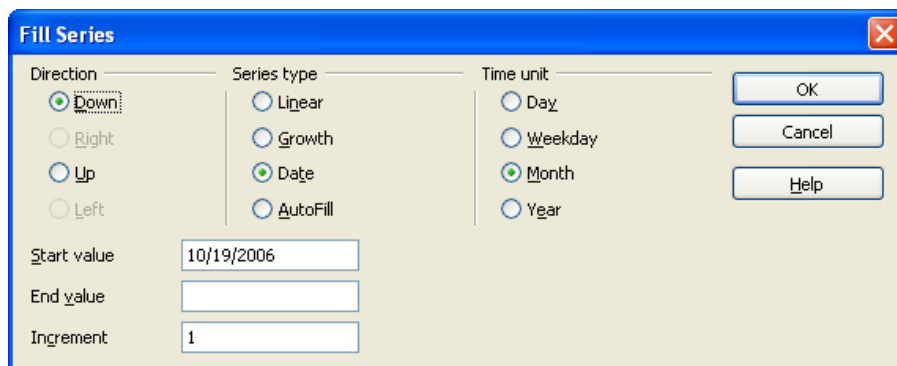 Fill Series
Direction Series type Time unit
Down Linear Day OK
Right Growth Weekday Cancel
Up Date Month Help
Left AutoFill Year
Start value 10/19/2006
End value
Increment 1